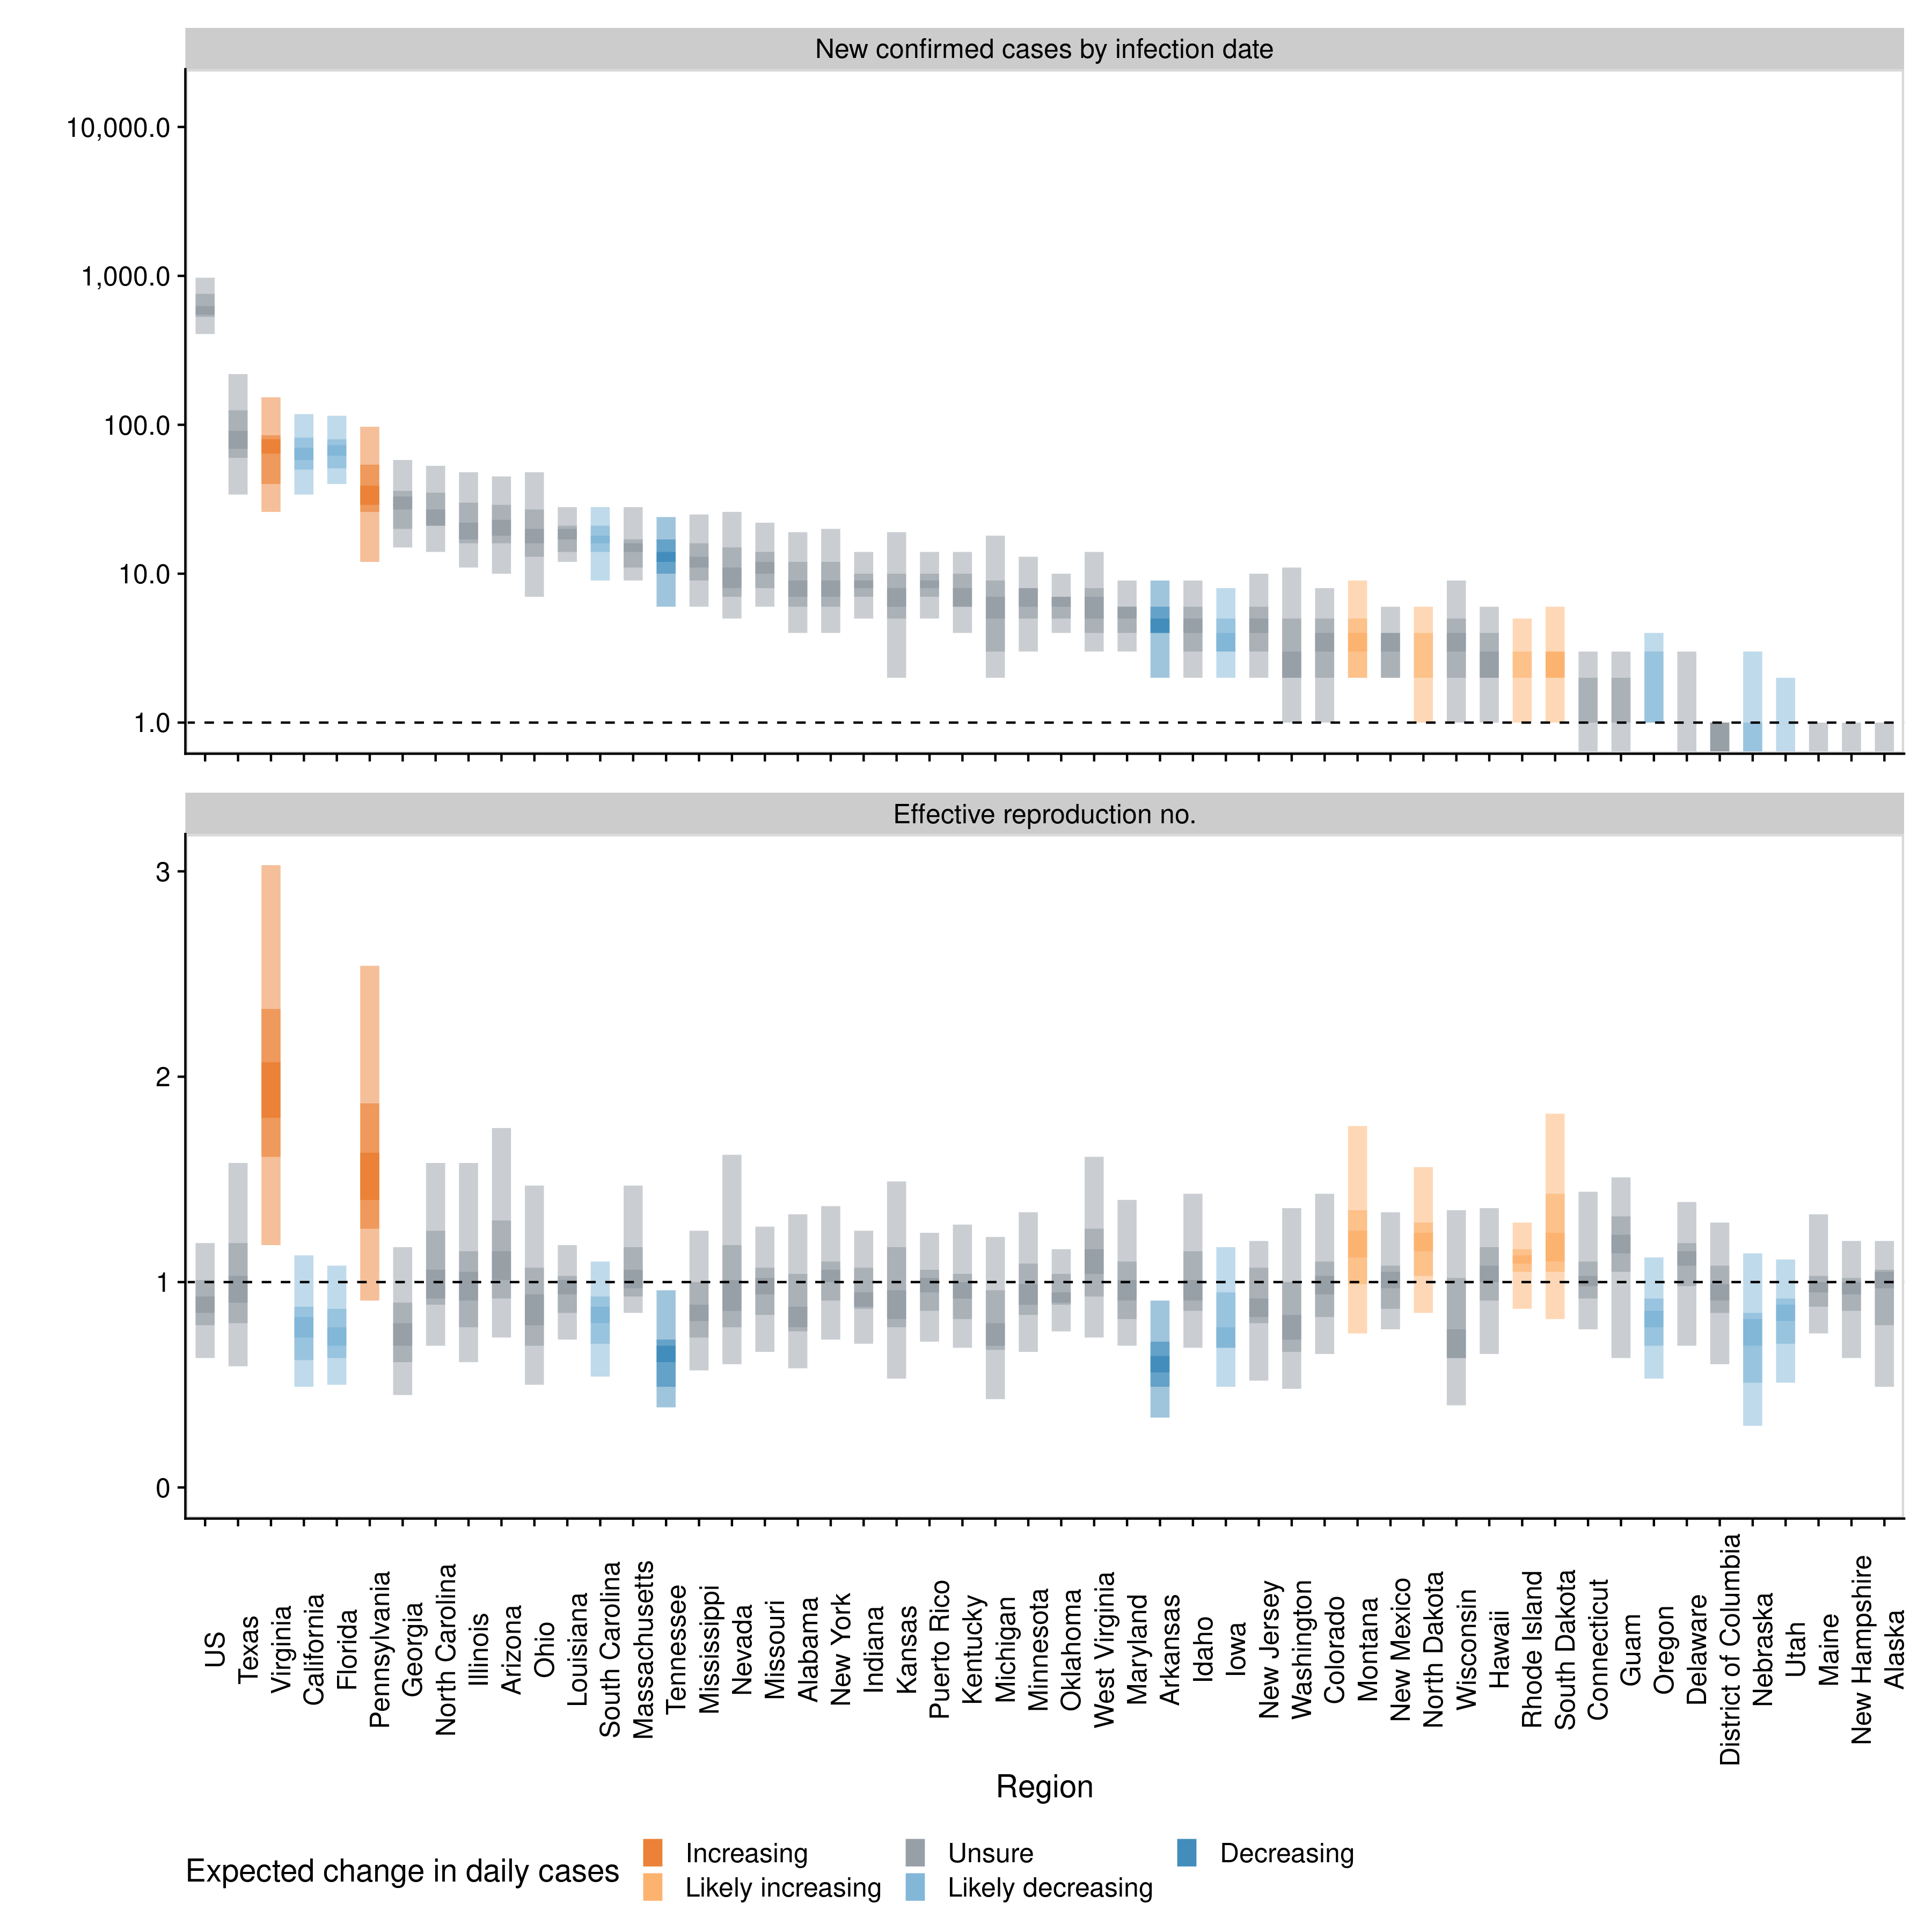 New confirmed cases by infection date
10,000.0
1,000.0
100.0
10.0
1.0
Effective reproduction no.
3
2
1
0
US
Texas
Virginia
California
Florida
Pennsylvania
Georgia
North Carolina
Illinois
Arizona
Ohio
Louisiana
South Carolina
Massachusetts
Tennessee
Mississippi
Nevada
Missouri
Alabama
New York
Indiana
Kansas
Puerto Rico
Kentucky
Michigan
Minnesota
Oklahoma
West Virginia
Maryland
Arkansas
Idaho
Iowa
New Jersey
Washington
Colorado
Montana
New Mexico
North Dakota
Wisconsin
Hawaii
Rhode Island
South Dakota
Connecticut
Guam
Oregon
Delaware
District of Columbia
Nebraska
Utah
Maine
New Hampshire
Alaska
Region
Expected change in daily cases
Increasing
Unsure
Decreasing
Likely increasing
Likely decreasing